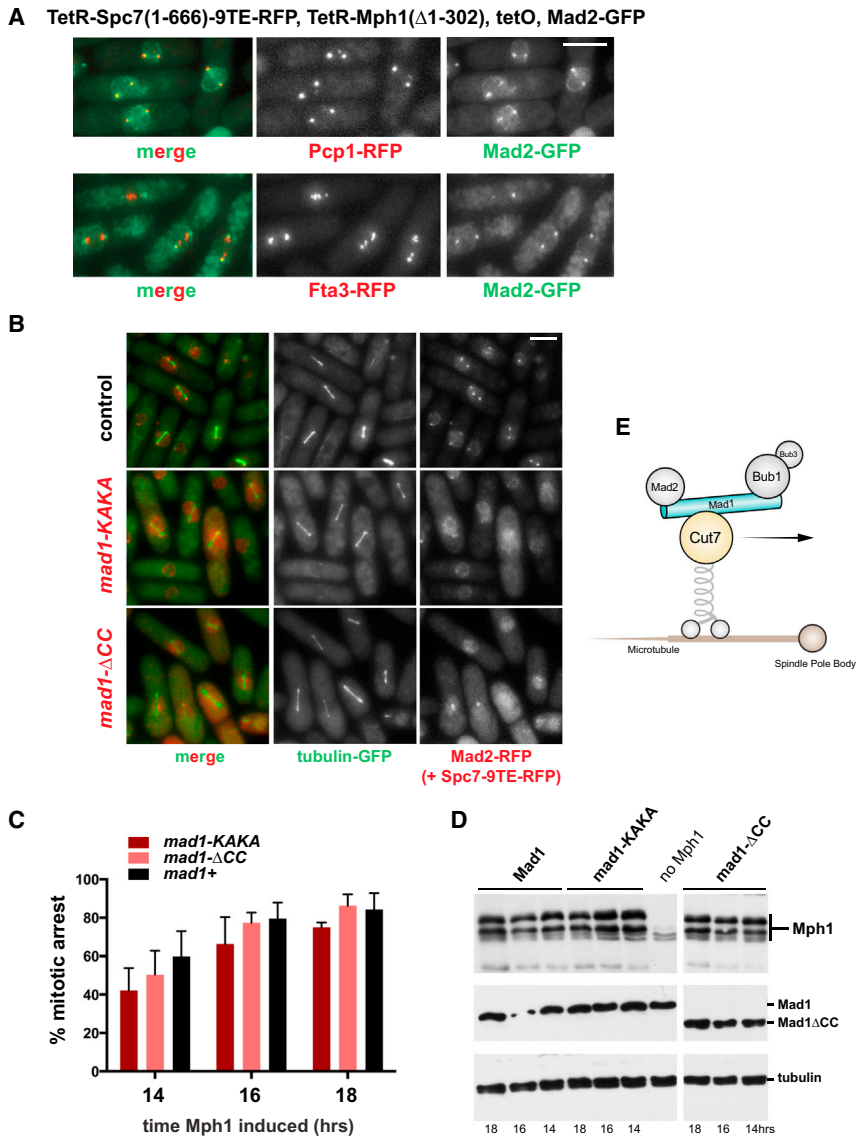 A TetR-Spc7(1-666)-9TE-RFP, TetR-Mph1(Δ1-302), tetO, Mad2-GFP
merge Pcp1-RFP Mad2-GFP
merge Fta3-RFP Mad2-GFP
B
control
mad1-KAKA
mad1-ΔCC
merge tubulin-GFP Mad2-RFP
(+ Spc7-9TE-RFP)
E
Mad2
Mad1
Bub1
Bub3
Cut7
Microtubule
Spindle Pole Body
C
mad1-KAKA
mad1-ΔCC
mad1+
% mitotic arrest
100
80
60
40
20
0
14 16 18
time Mph1 induced (hrs)
D
Mad1 mad1-KAKA no Mph1 mad1-ΔCC
Mph1
Mad1
Mad1ΔCC
tubulin
18 16 14 18 16 14 18 16 14hrs